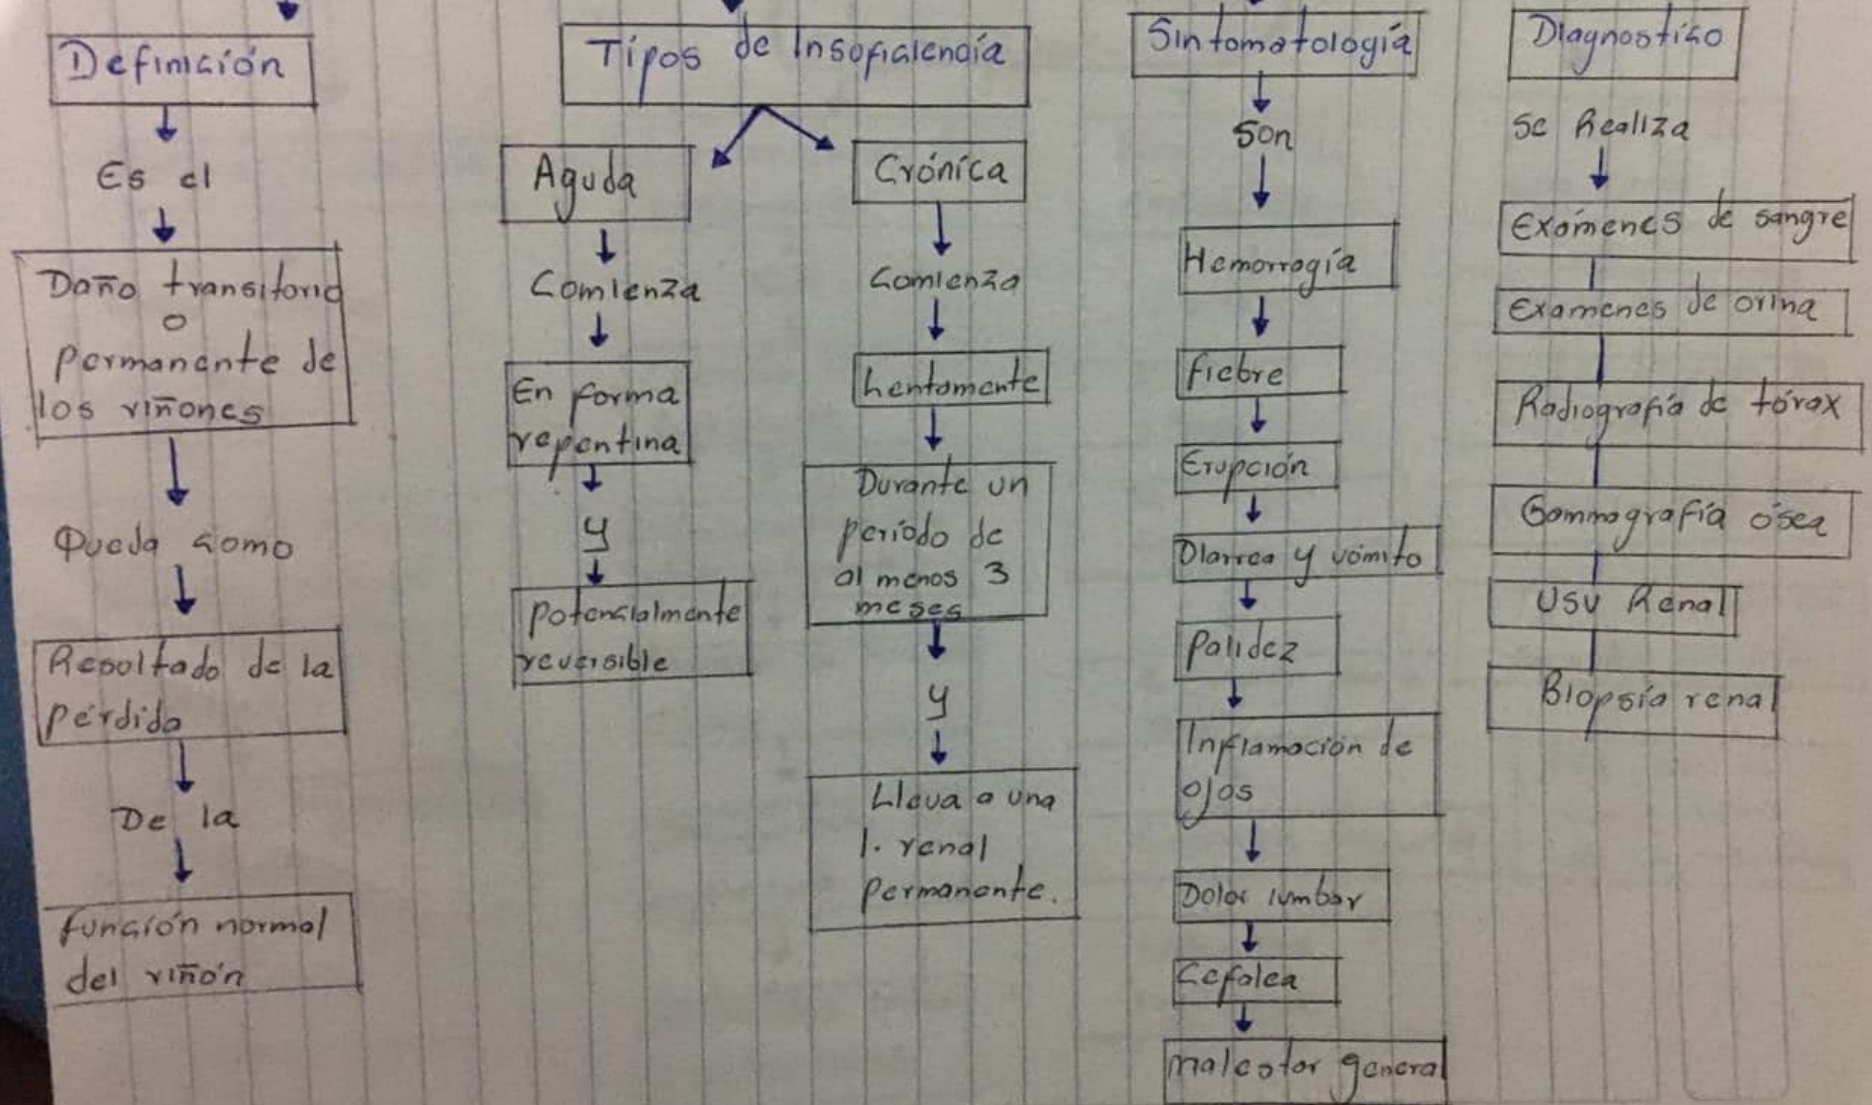 Definición
Es el
Daño transitorio
o
permanente de
los riñones
Queda como
Resultado de la
pérdida
De la
función normal
del riñón
Tipos de Insuficiencia
Aguda
Comienza
En forma
repentina
y
potencialmente
reversible
Crónica
Comienza
Lentamente
Durante un
período de
al menos 3
meses
y
Lleva a una
I. renal
permanente.
Sintomatología
Son
Hemorragía
fiebre
Erupción
Diarrea y vómito
Palidez
Inflamación de
ojos
Dolor lumbar
Cefalea
malestar general
Diagnostico
se Realiza
Exámenes de sangre
Examenes de orina
Radiografía de tórax
Gammografía ósea
USV Renal
Biopsía renal